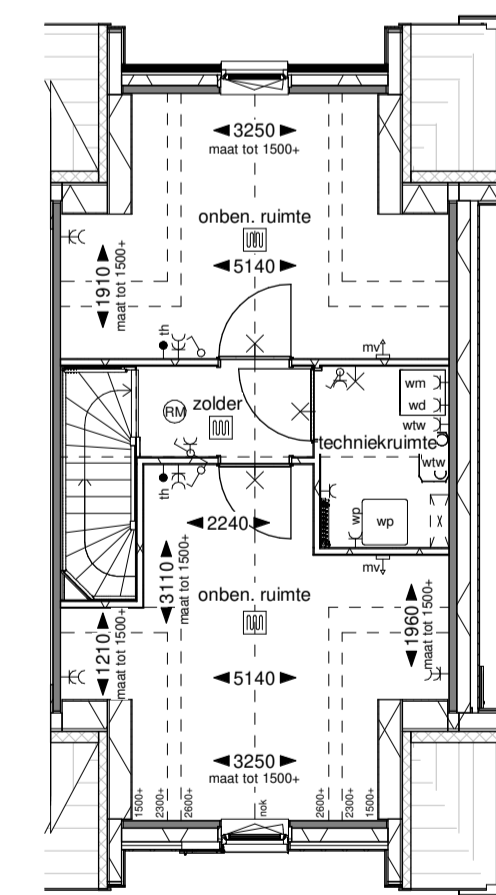 3250
maat tot 1500+
onben. ruimte
5140
1910
maat tot 1500+
th
mv
RM
zolder
wm
wd
wtw
techniekruimte
wtw
th
wp
wp
2240
mv
3110
maat tot 1500+
onben. ruimte
1960
maat tot 1500+
1210
maat tot 1500+
5140
3250
maat tot 1500+
1500+
2300+
2600+
nok
2600+
2300+
1500+